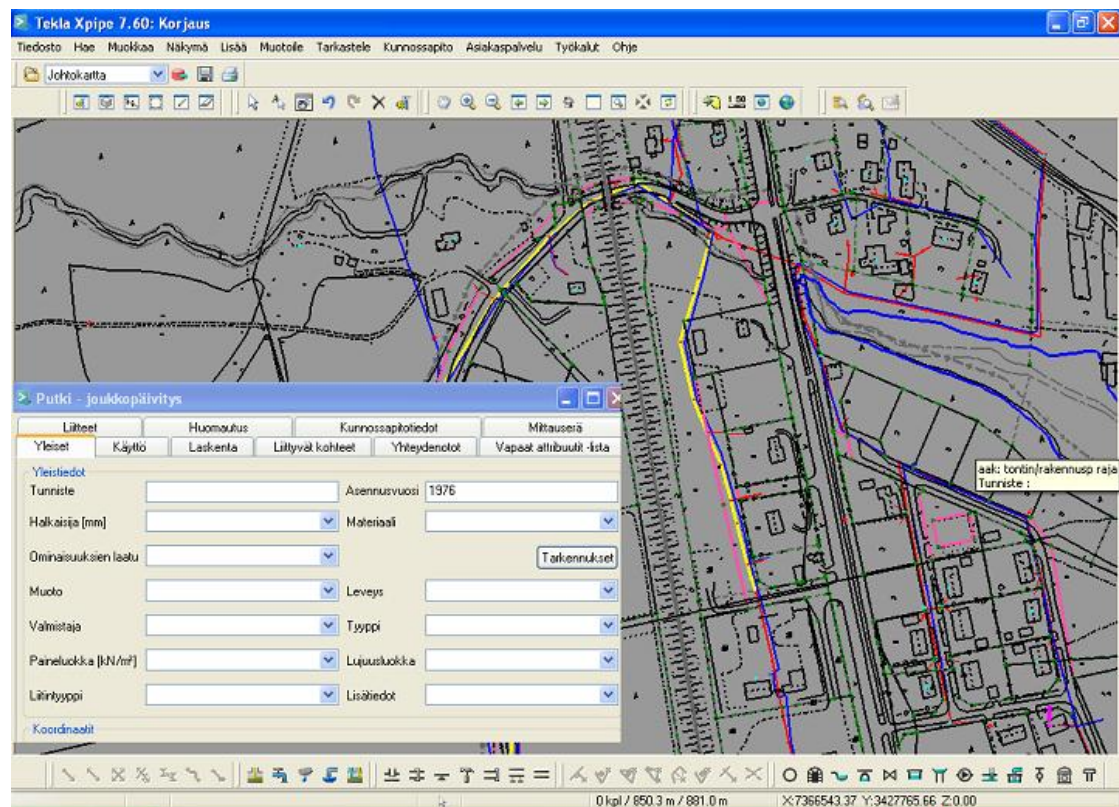 Tekla Xpipe 7.60: Korjaus
Tiedosto Hae Muokkaa Näkymä Lisää Muotoile Tarkastele Kunnossapito Asiakaspalvelu Työkalut Ohje
Johtokartta
1.00
Putki - joukkopäivitys
Liitteet Huomautus Kunnossapitotiedot Mittauserä
Yleiset Käyttö Laskenta Liittyvät kohteet Yhteydenotot Vapaat attribuutit -lista
Yleistiedot
Tunniste Asennusvuosi 1976
Halkaisija [mm] Materiaali
Ominaisuuksien laatu Tarkennukset
Muoto Leveys
Valmistaja Tyyppi
Paineluokka [kN/m²] Lujuusluokka
Liitintyyppi Lisätiedot
Koordinaatit
aak: tontin/rakennusp raja
Tunniste :
0 kpl / 850.3 m / 881.0 m X:7366543.37 Y:3427765.66 Z:0.00